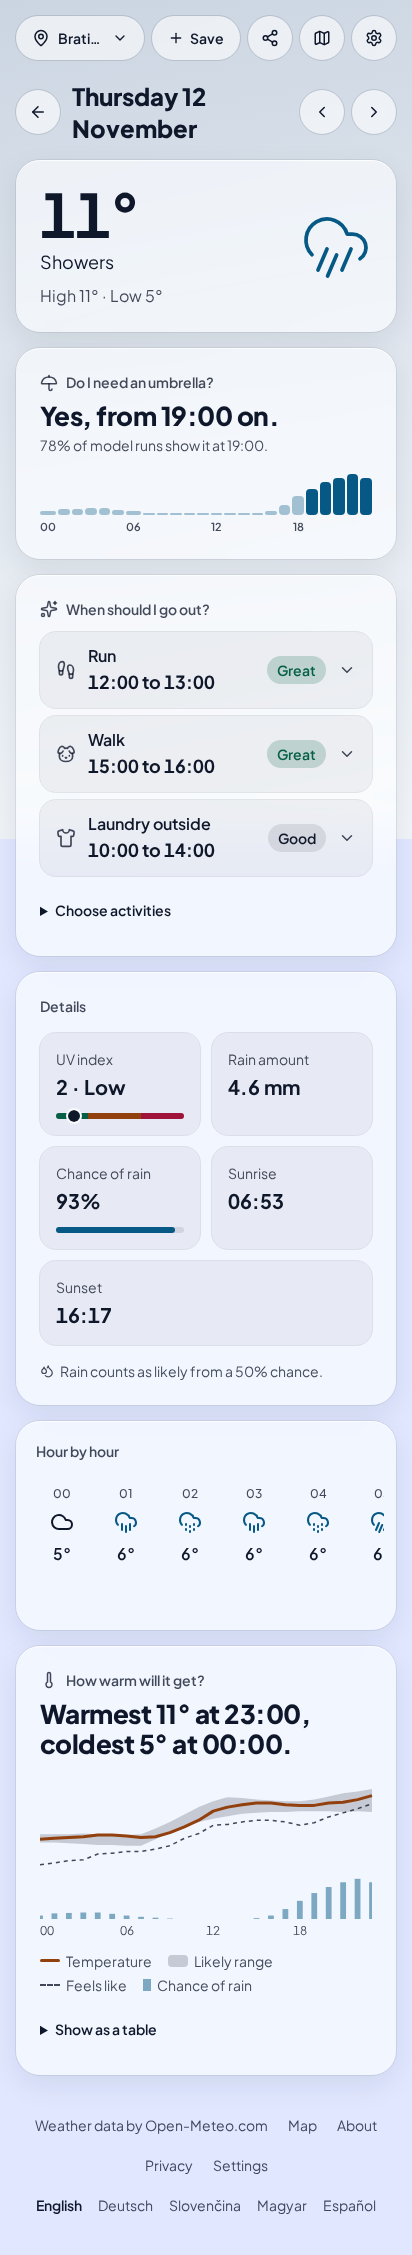 Brati...
Save
Thursday 12
November
11°
Showers
High 11° · Low 5°
Do I need an umbrella?
Yes, from 19:00 on.
78% of model runs show it at 19:00.
00 06 12 18
When should I go out?
Run
12:00 to 13:00
Great
Walk
15:00 to 16:00
Great
Laundry outside
10:00 to 14:00
Good
Choose activities
Details
UV index
2 · Low
Rain amount
4.6 mm
Chance of rain
93%
Sunrise
06:53
Sunset
16:17
Rain counts as likely from a 50% chance.
Hour by hour
00 01 02 03 04
5° 6° 6° 6° 6° 6
How warm will it get?
Warmest 11° at 23:00,
coldest 5° at 00:00.
00 06 12 18
Temperature Likely range
Feels like Chance of rain
Show as a table
Weather data by Open-Meteo.com Map About
Privacy Settings
English Deutsch Slovenčina Magyar Español